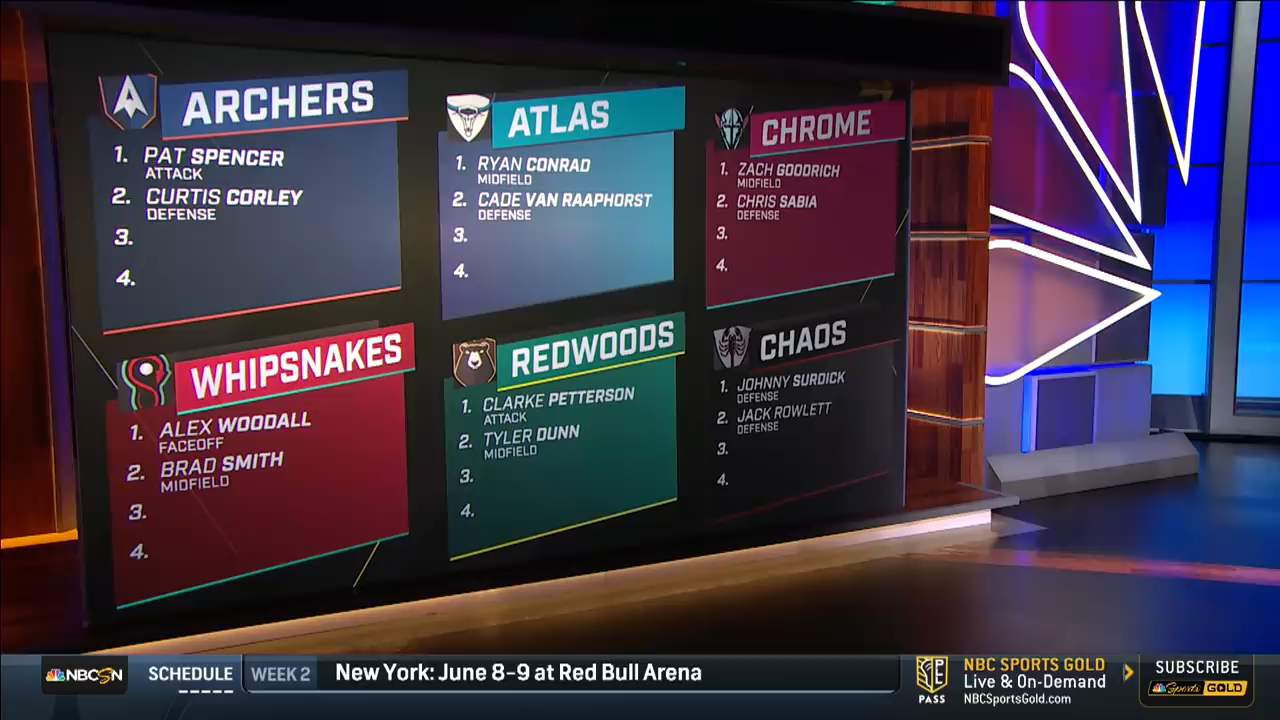 ARCHERS
1. PAT SPENCER
ATTACK
2. CURTIS CORLEY
DEFENSE
3.
4.
ATLAS
1. RYAN CONRAD
MIDFIELD
2. CADE VAN RAAPHORST
DEFENSE
3.
4.
CHROME
1. ZACH GOODRICH
MIDFIELD
2. CHRIS SABIA
DEFENSE
3.
4.
WHIPSNAKES
1. ALEX WOODALL
FACEOFF
2. BRAD SMITH
MIDFIELD
3.
4.
REDWOODS
1. CLARKE PETTERSON
ATTACK
2. TYLER DUNN
MIDFIELD
3.
4.
CHAOS
1. JOHNNY SURDICK
DEFENSE
2. JACK ROWLETT
DEFENSE
3.
4.
NBCSN
SCHEDULE
WEEK 2
New York: June 8-9 at Red Bull Arena
PLL
PASS
NBC SPORTS GOLD
Live & On-Demand
NBCSportsGold.com
SUBSCRIBE
Sports GOLD